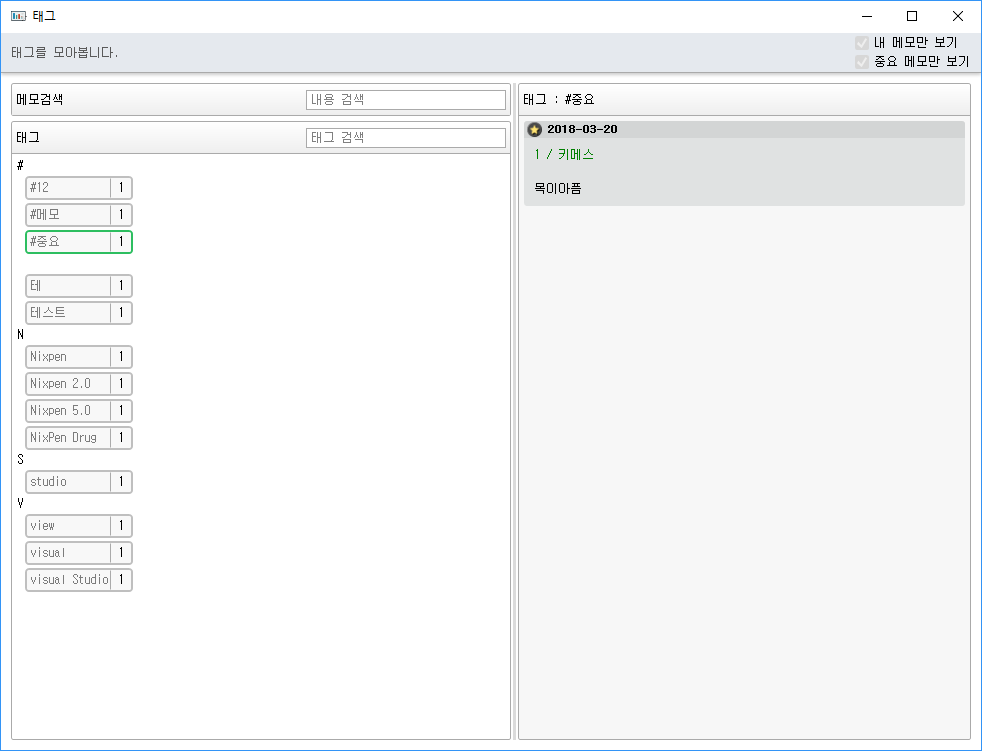 태그
태그를 모아봅니다.
내 메모만 보기
중요 메모만 보기
메모검색
내용 검색
태그
태그 검색
#
#12 1
#메모 1
#중요 1
테 1
테스트 1
N
Nixpen 1
Nixpen 2.0 1
Nixpen 5.0 1
NixPen Drug 1
S
studio 1
V
view 1
visual 1
visual Studio 1
태그 : #중요
2018-03-20
1 / 키메스
목이아픔